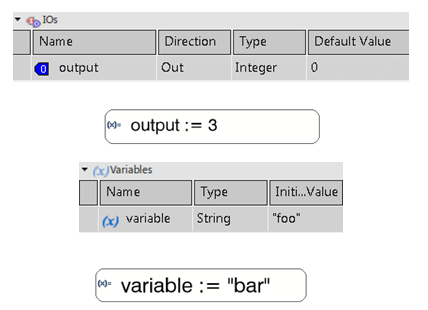 IOs
Name Direction Type Default Value
O output Out Integer 0
(x)= output := 3
(x) Variables
Name Type Initi...Value
(x) variable String "foo"
(x)= variable := "bar"